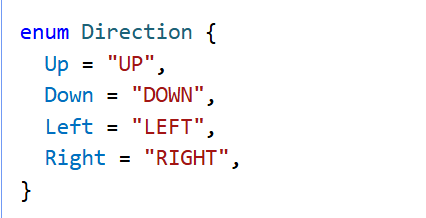 enum Direction {
  Up = "UP",
  Down = "DOWN",
  Left = "LEFT",
  Right = "RIGHT",
}